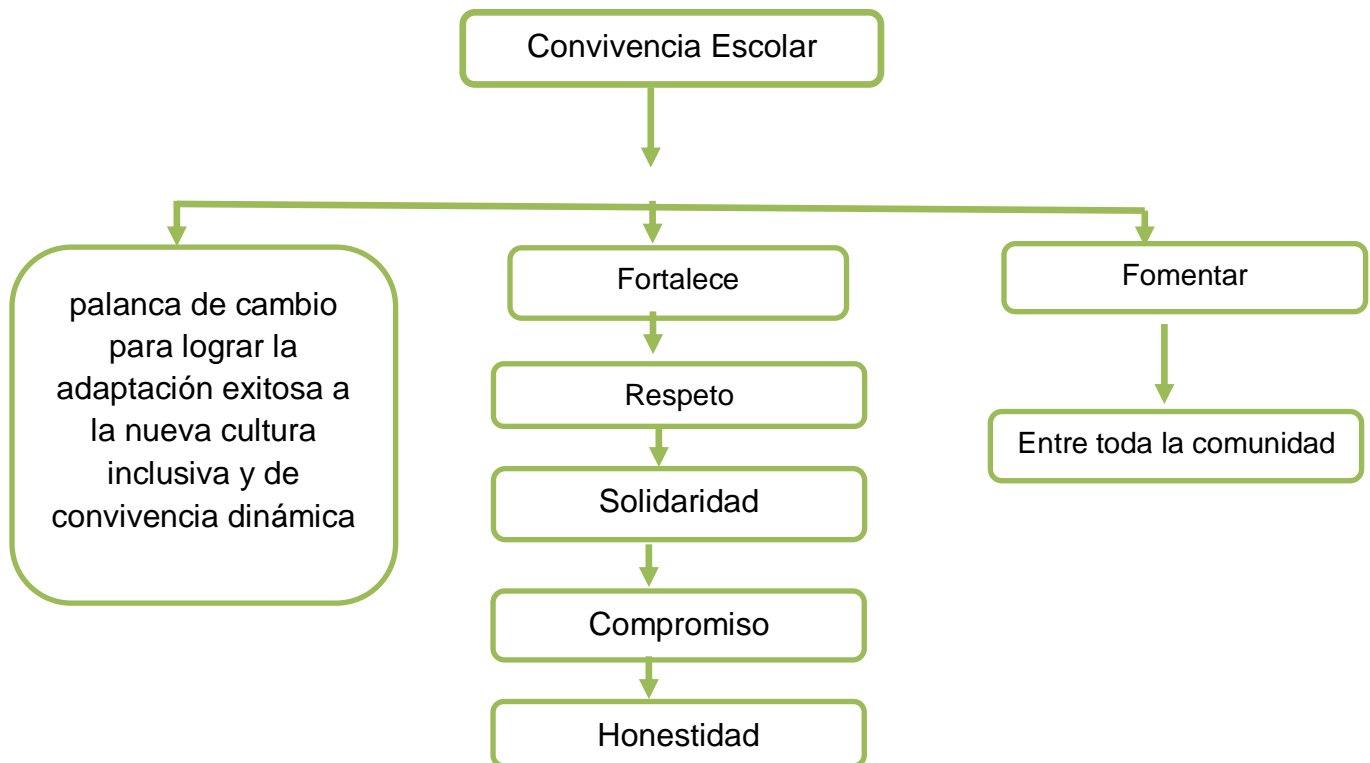 Convivencia Escolar
palanca de cambio
para lograr la
adaptación exitosa a
la nueva cultura
inclusiva y de
convivencia dinámica
Fortalece
Respeto
Solidaridad
Compromiso
Honestidad
Fomentar
Entre toda la comunidad